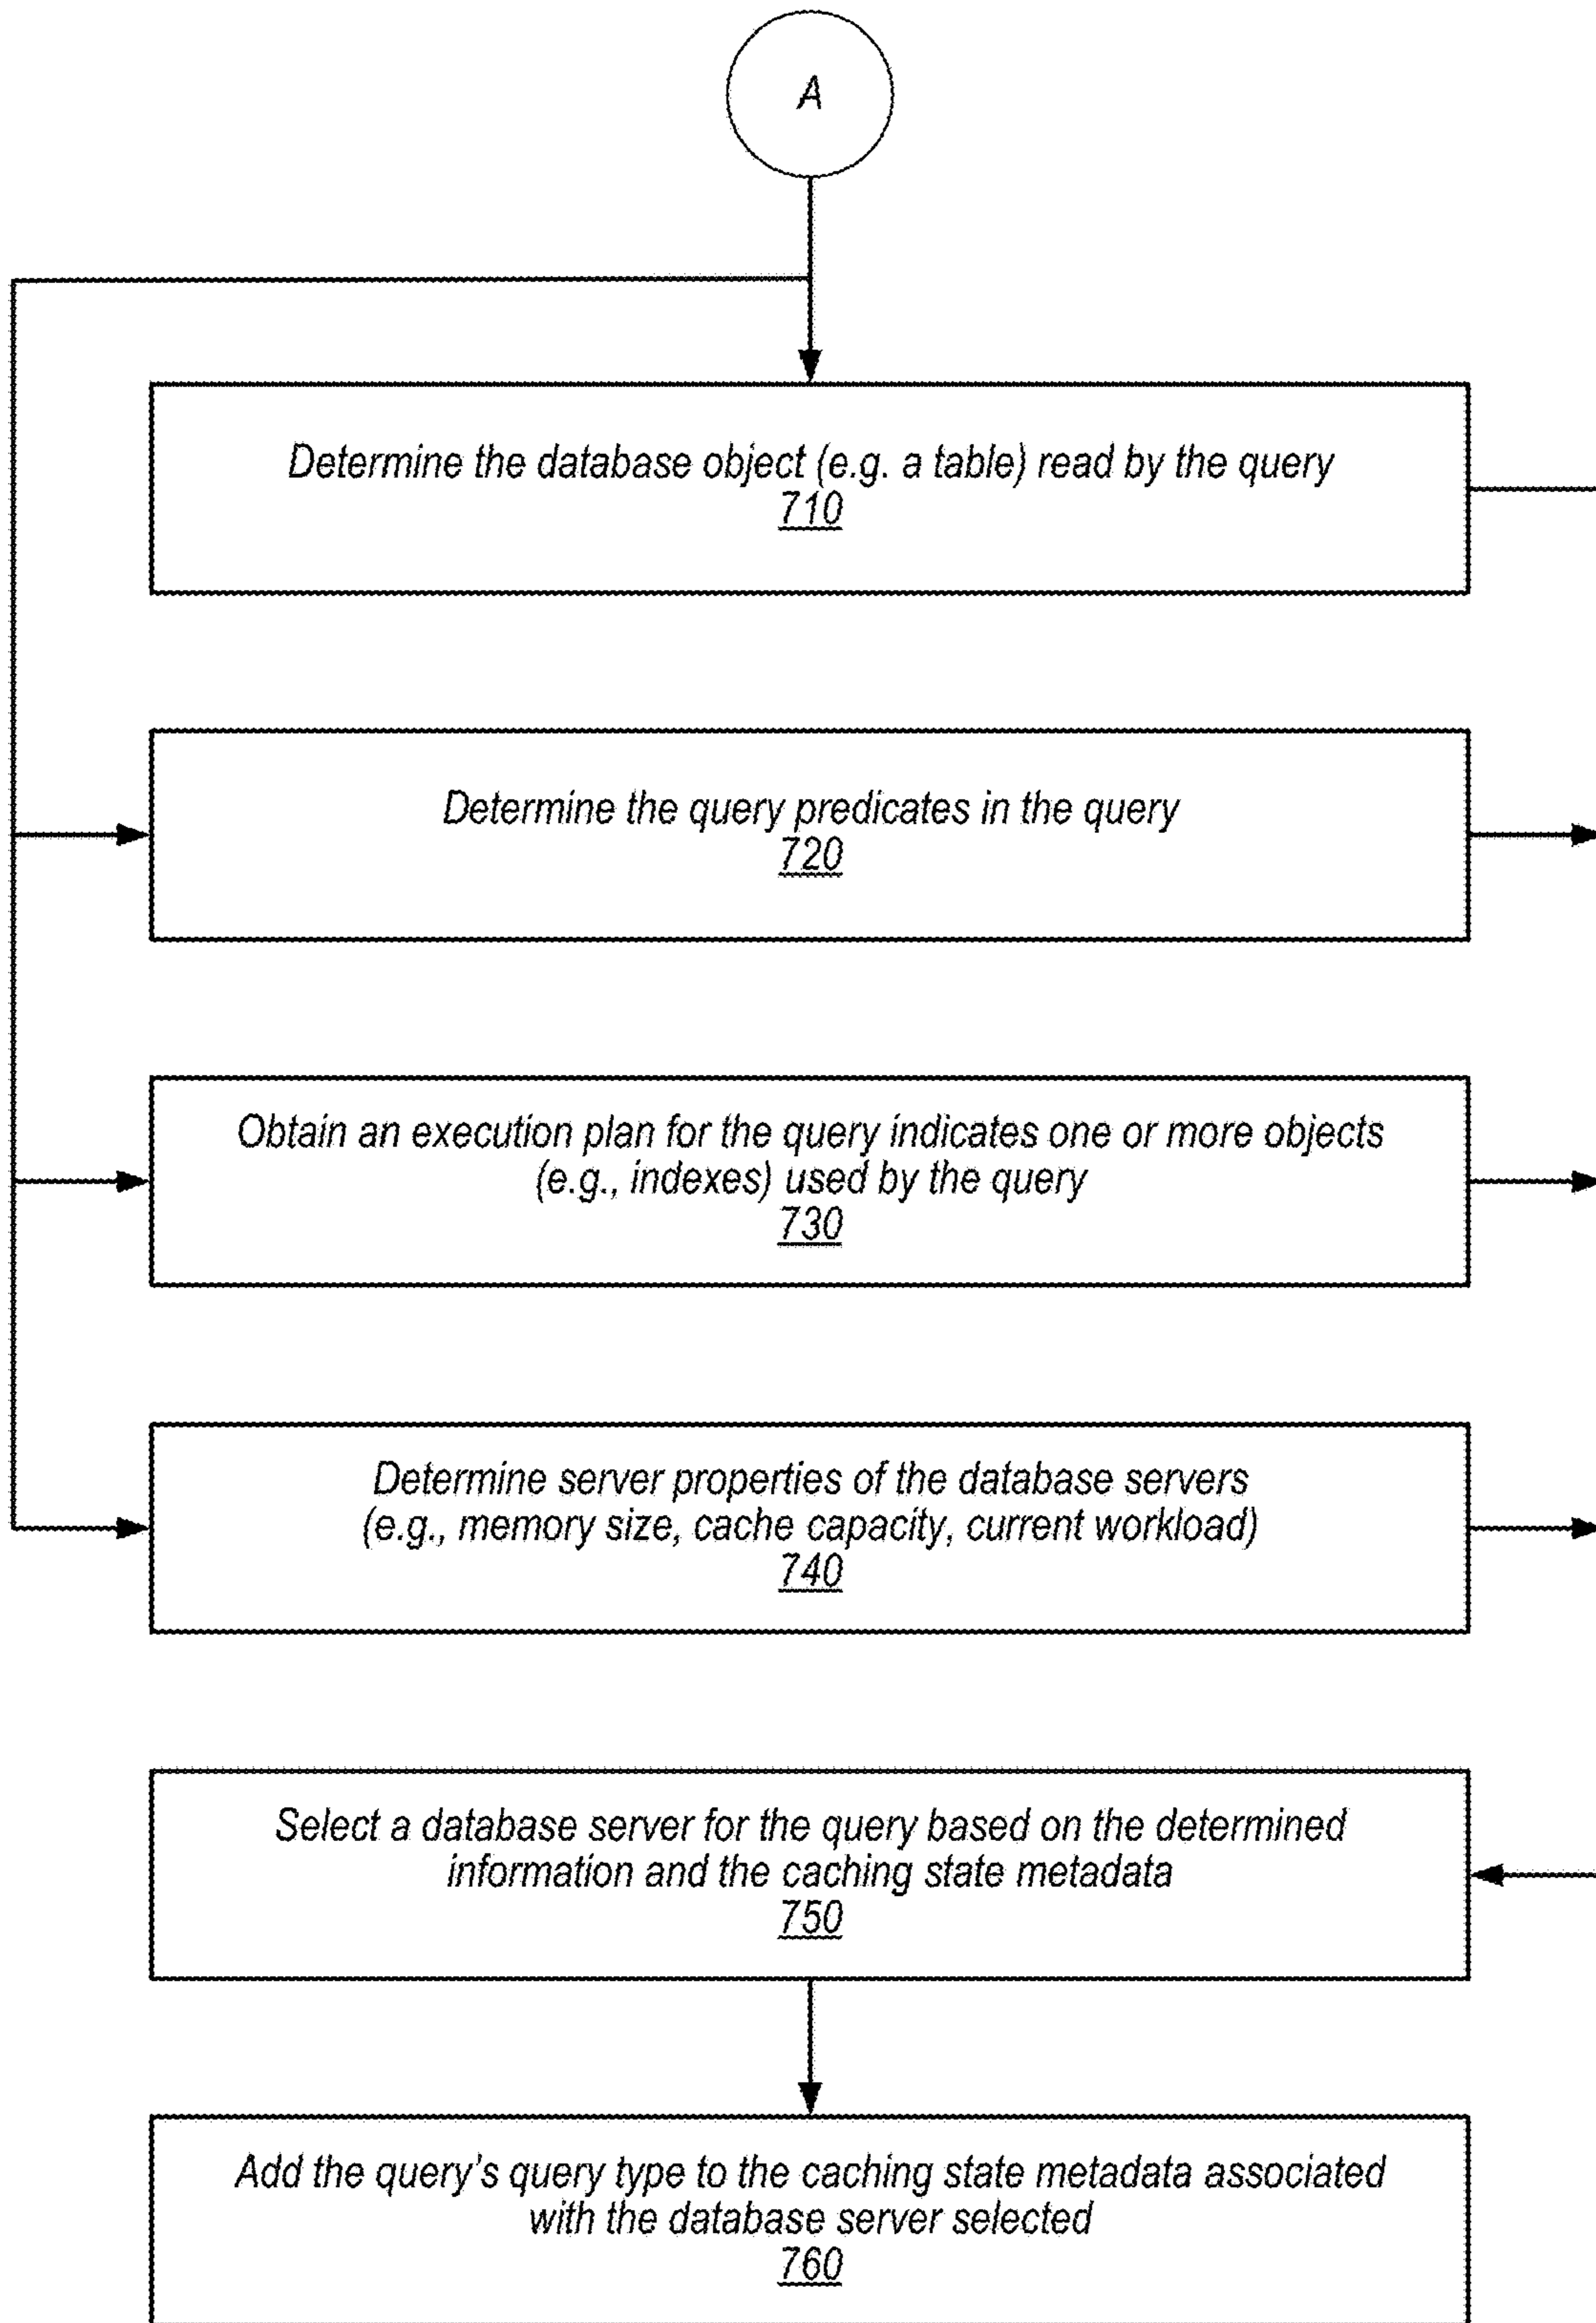 A
Determine the database object (e.g. a table) read by the query
710
Determine the query predicates in the query
720
Obtain an execution plan for the query indicates one or more objects
(e.g., indexes) used by the query
730
Determine server properties of the database servers
(e.g., memory size, cache capacity, current workload)
740
Select a database server for the query based on the determined
information and the caching state metadata
750
Add the query's query type to the caching state metadata associated
with the database server selected
760